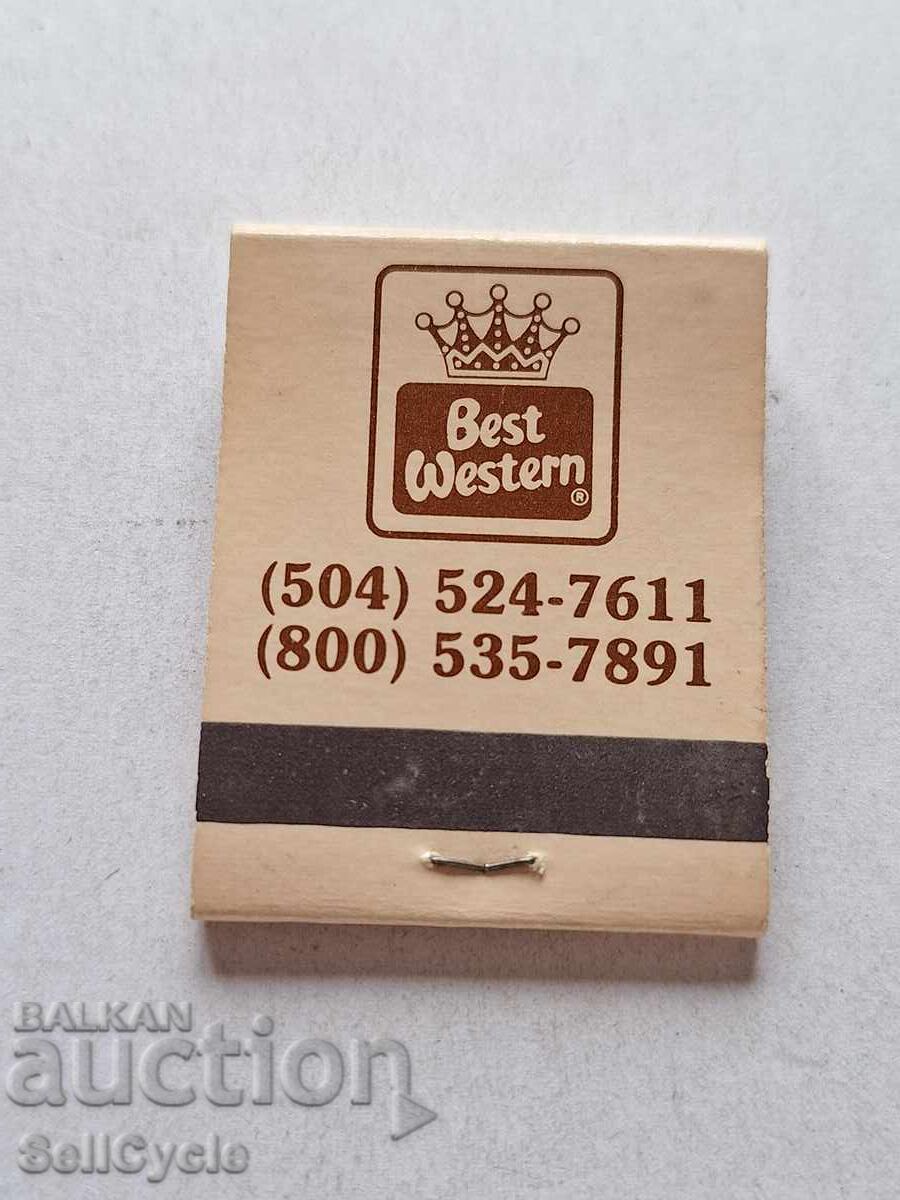 Best
Western
®
(504) 524-7611
(800) 535-7891
BALKAN
auction
SellCycle